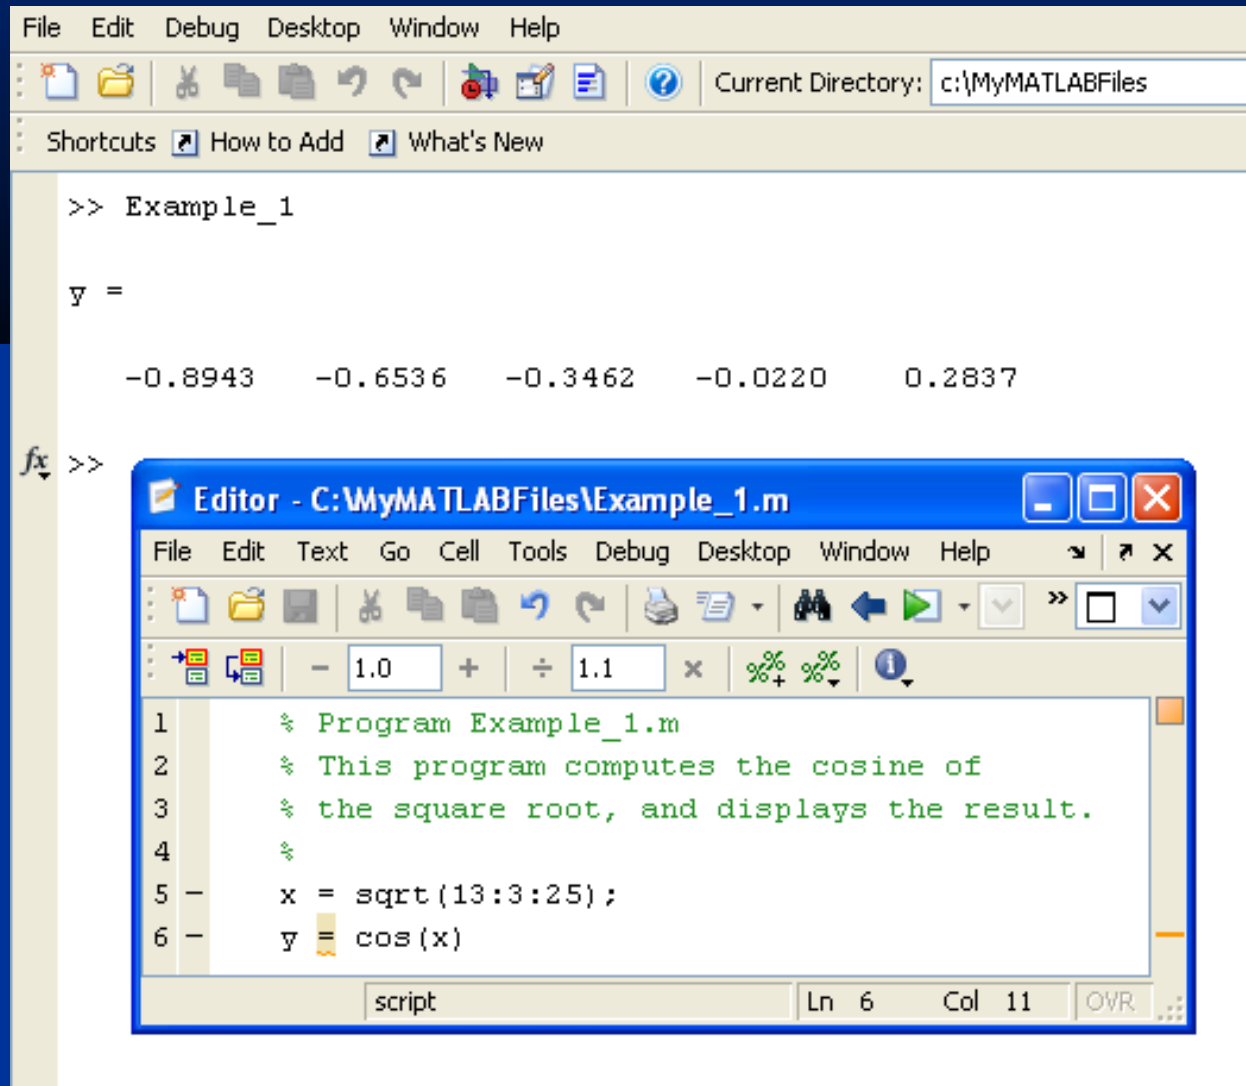 File Edit Debug Desktop Window Help
Current Directory: c:\MyMATLABFiles
Shortcuts How to Add What's New
>> Example_1
y =
-0.8943 -0.6536 -0.3462 -0.0220 0.2837
fx >>
Editor - C:\MyMATLABFiles\Example_1.m
File Edit Text Go Cell Tools Debug Desktop Window Help
- 1.0 + ÷ 1.1 ×
1 % Program Example_1.m
2 % This program computes the cosine of
3 % the square root, and displays the result.
4 %
5 - x = sqrt(13:3:25);
6 - y = cos(x)
script Ln 6 Col 11 OVR